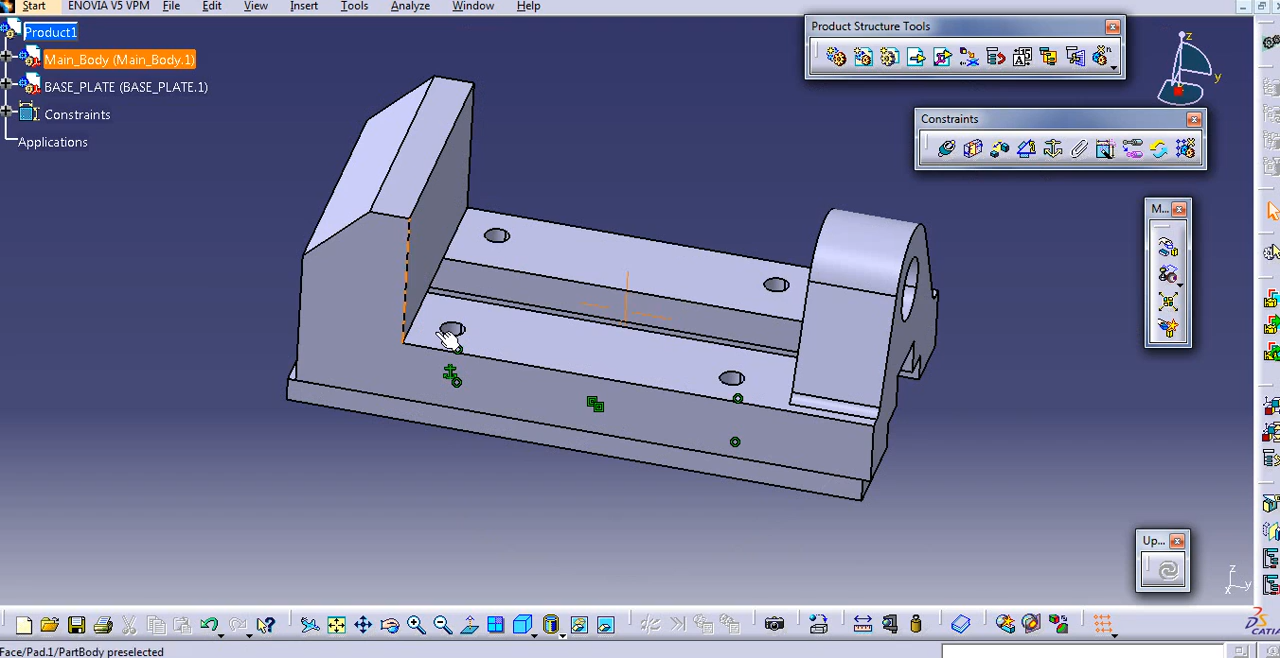 Start ENOVIA V5 VPM File Edit View Insert Tools Analyze Window Help
Product1
Main_Body (Main_Body.1)
BASE_PLATE (BASE_PLATE.1)
Constraints
Applications
Product Structure Tools
Constraints
M...
Up...
z
y
z
y
x
CATIA
Face/Pad.1/PartBody preselected